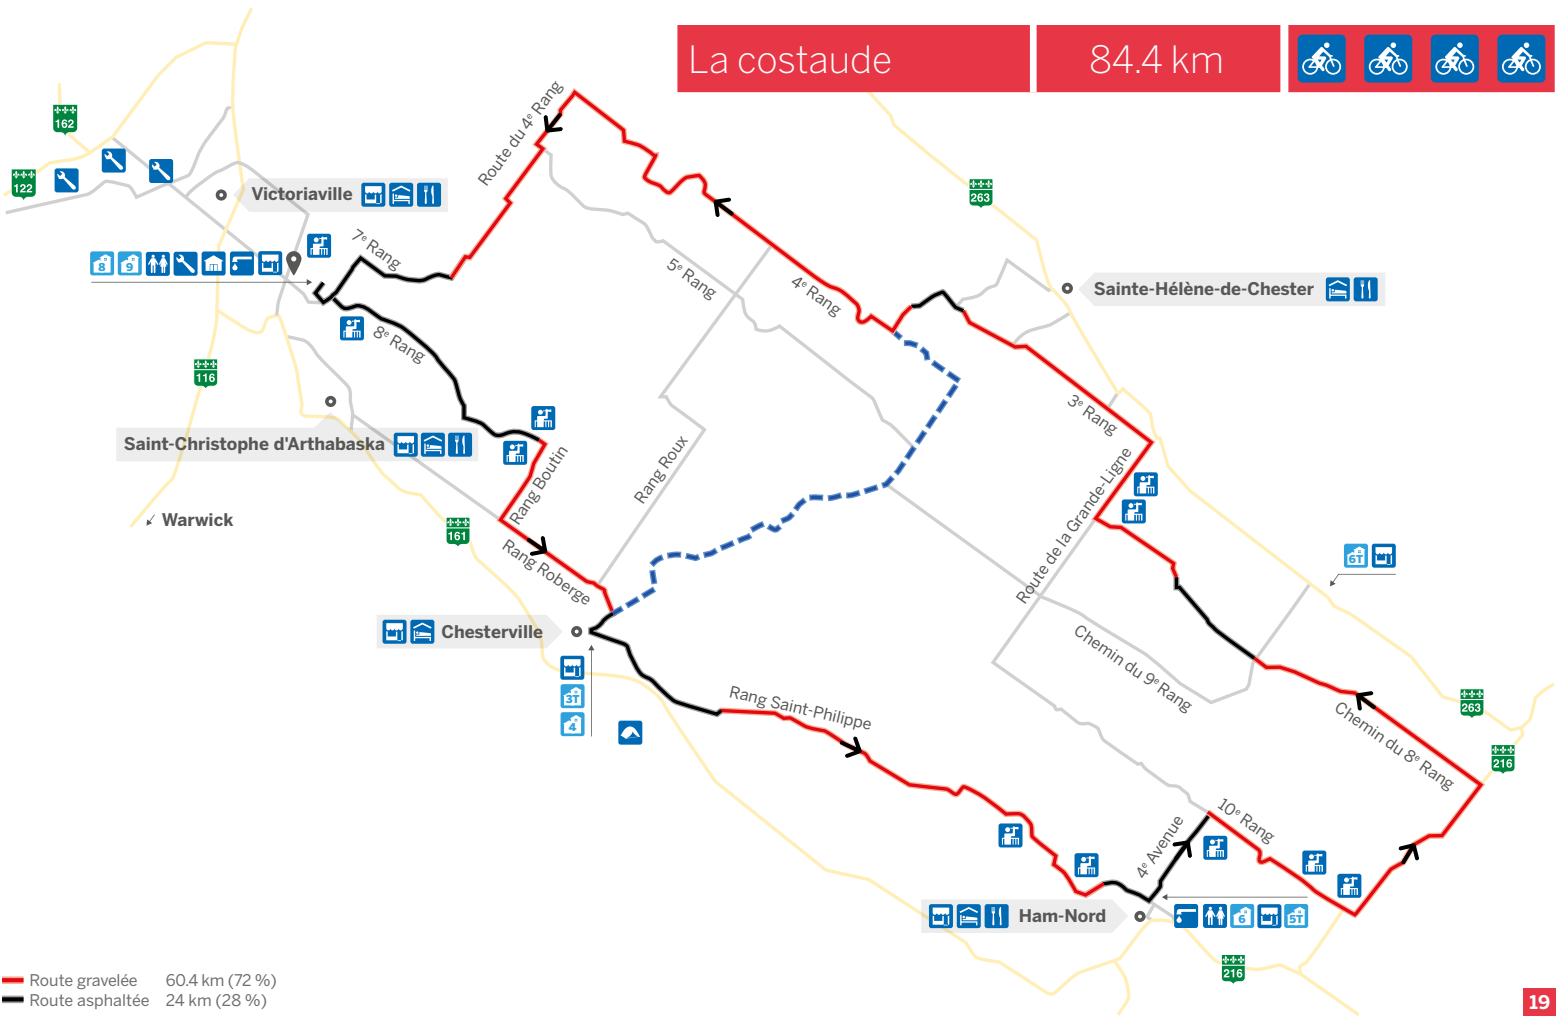 La costaude
84.4 km
162
122
Victoriaville
8
9
7e Rang
Route du 4e Rang
8e Rang
116
Saint-Christophe d'Arthabaska
Warwick
161
Rang Boutin
Rang Roberge
Rang Roux
5e Rang
4e Rang
263
Sainte-Hélène-de-Chester
3e Rang
Route de la Grande-Ligne
6T
Chesterville
3T
4
Rang Saint-Philippe
Chemin du 9e Rang
Chemin du 8e Rang
263
216
10e Rang
4e Avenue
Ham-Nord
6
5T
216
Route gravelée 60.4 km (72 %)
Route asphaltée 24 km (28 %)
19